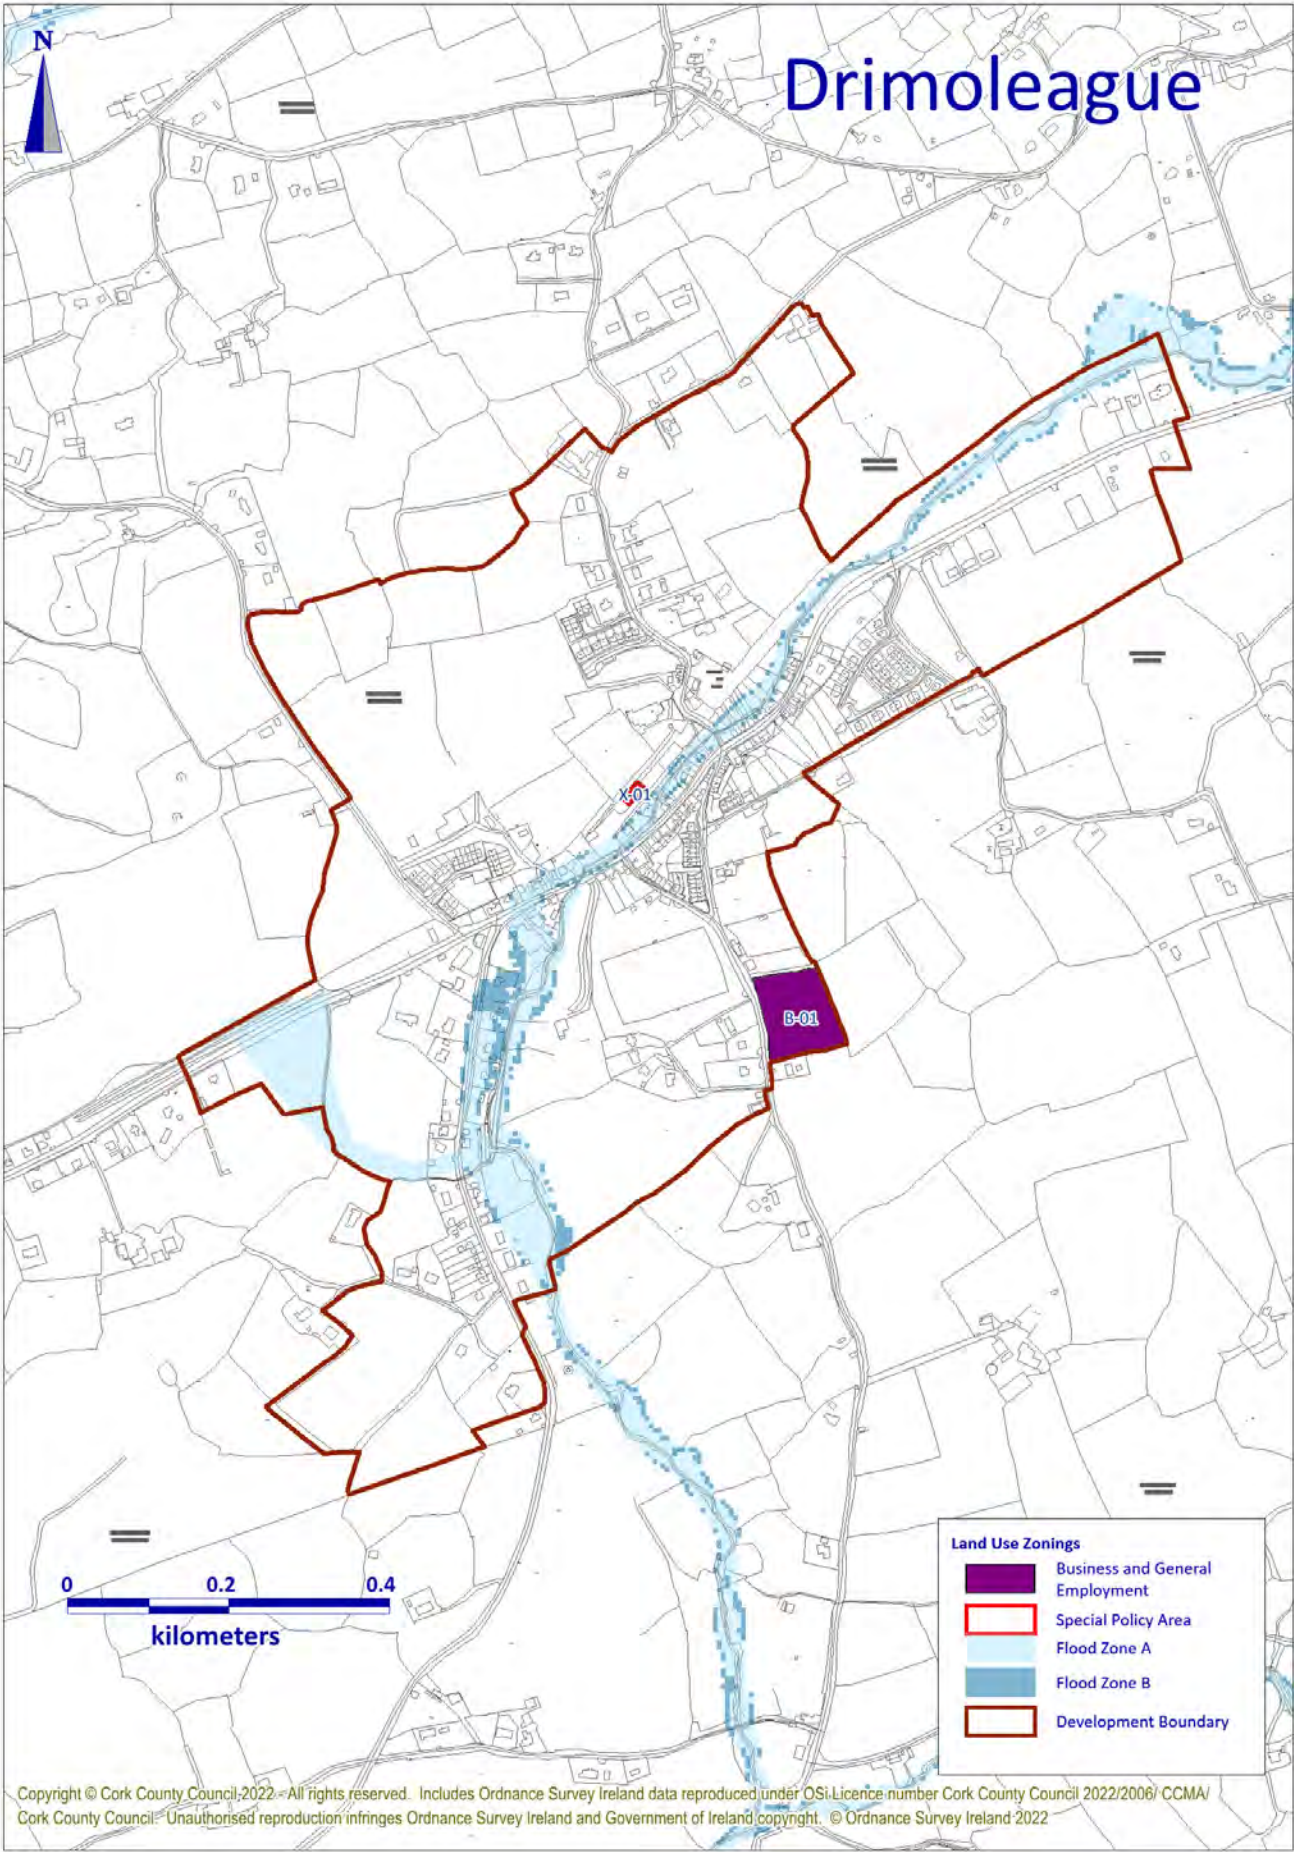 N
Drimoleague
X-01
B-01
0 0.2 0.4
kilometers
Land Use Zonings
Business and General
Employment
Special Policy Area
Flood Zone A
Flood Zone B
Development Boundary
Copyright © Cork County Council 2022 - All rights reserved. Includes Ordnance Survey Ireland data reproduced under OSi Licence number Cork County Council 2022/2006/ CCMA/
Cork County Council. Unauthorised reproduction infringes Ordnance Survey Ireland and Government of Ireland copyright. © Ordnance Survey Ireland 2022